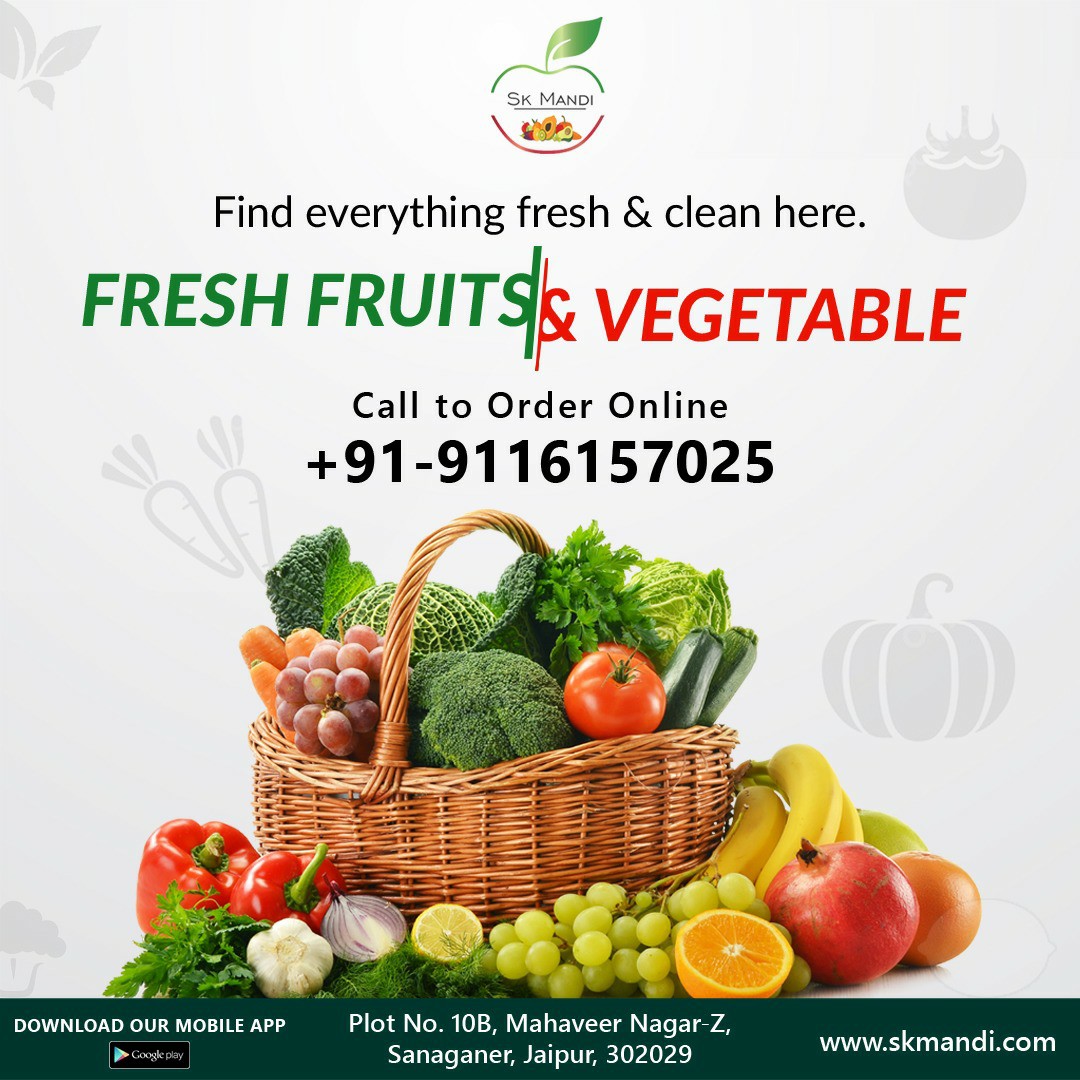 SK MANDI
Find everything fresh & clean here.
FRESH FRUITS & VEGETABLE
Call to Order Online
+91-9116157025
DOWNLOAD OUR MOBILE APP
Google play
Plot No. 10B, Mahaveer Nagar-Z,
Sanaganer, Jaipur, 302029
www.skmandi.com